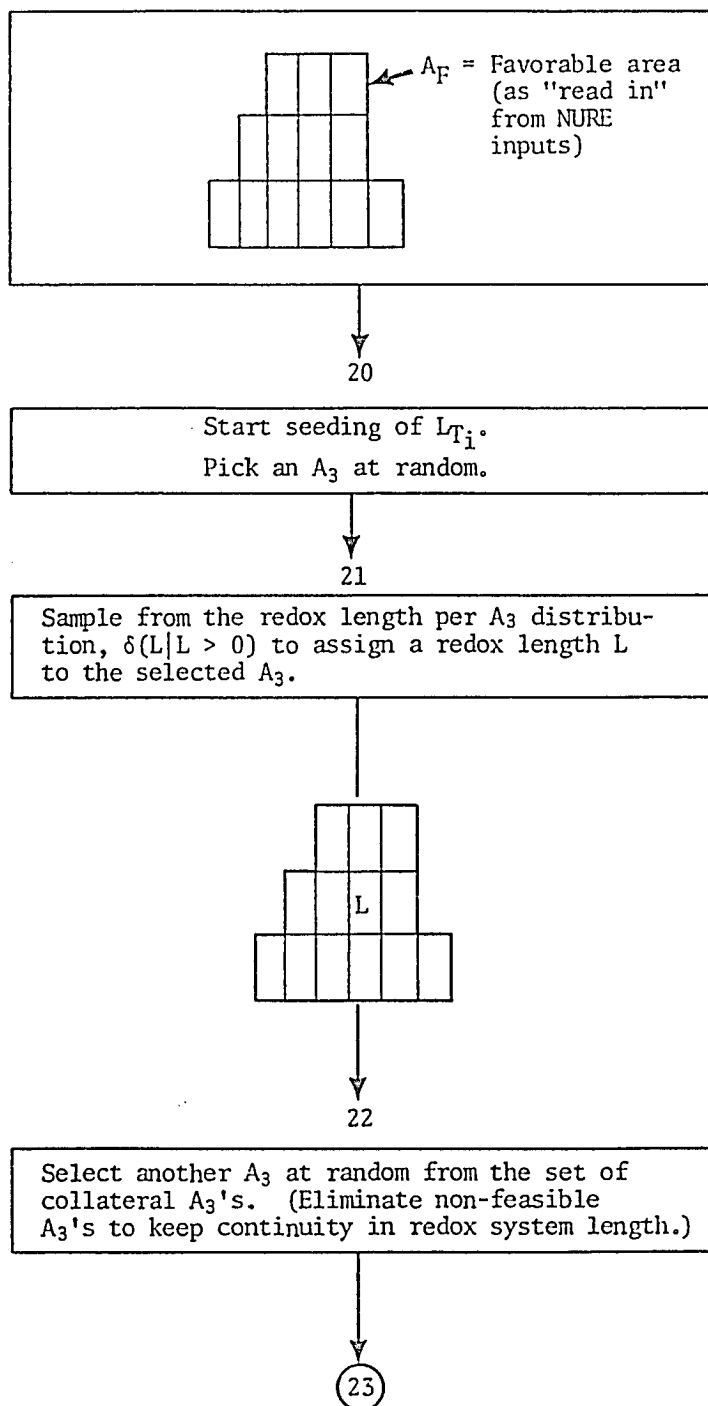 A_F = Favorable area
(as "read in"
from NURE
inputs)
20
Start seeding of L_{T_i}.
Pick an A₃ at random.
21
Sample from the redox length per A₃ distribu-
tion, δ(L|L > 0) to assign a redox length L
to the selected A₃.
L
22
Select another A₃ at random from the set of
collateral A₃'s. (Eliminate non-feasible
A₃'s to keep continuity in redox system length.)
23